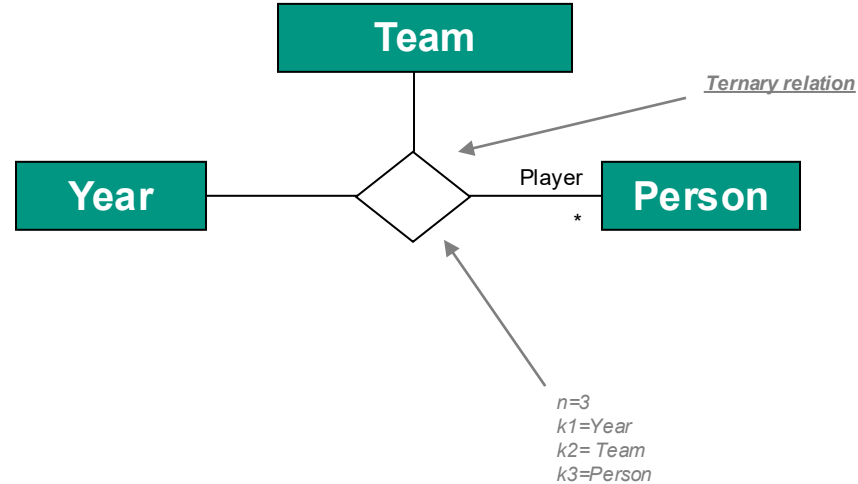 Team
Ternary relation
Year
Player
Person
*
n=3
k1=Year
k2= Team
k3=Person